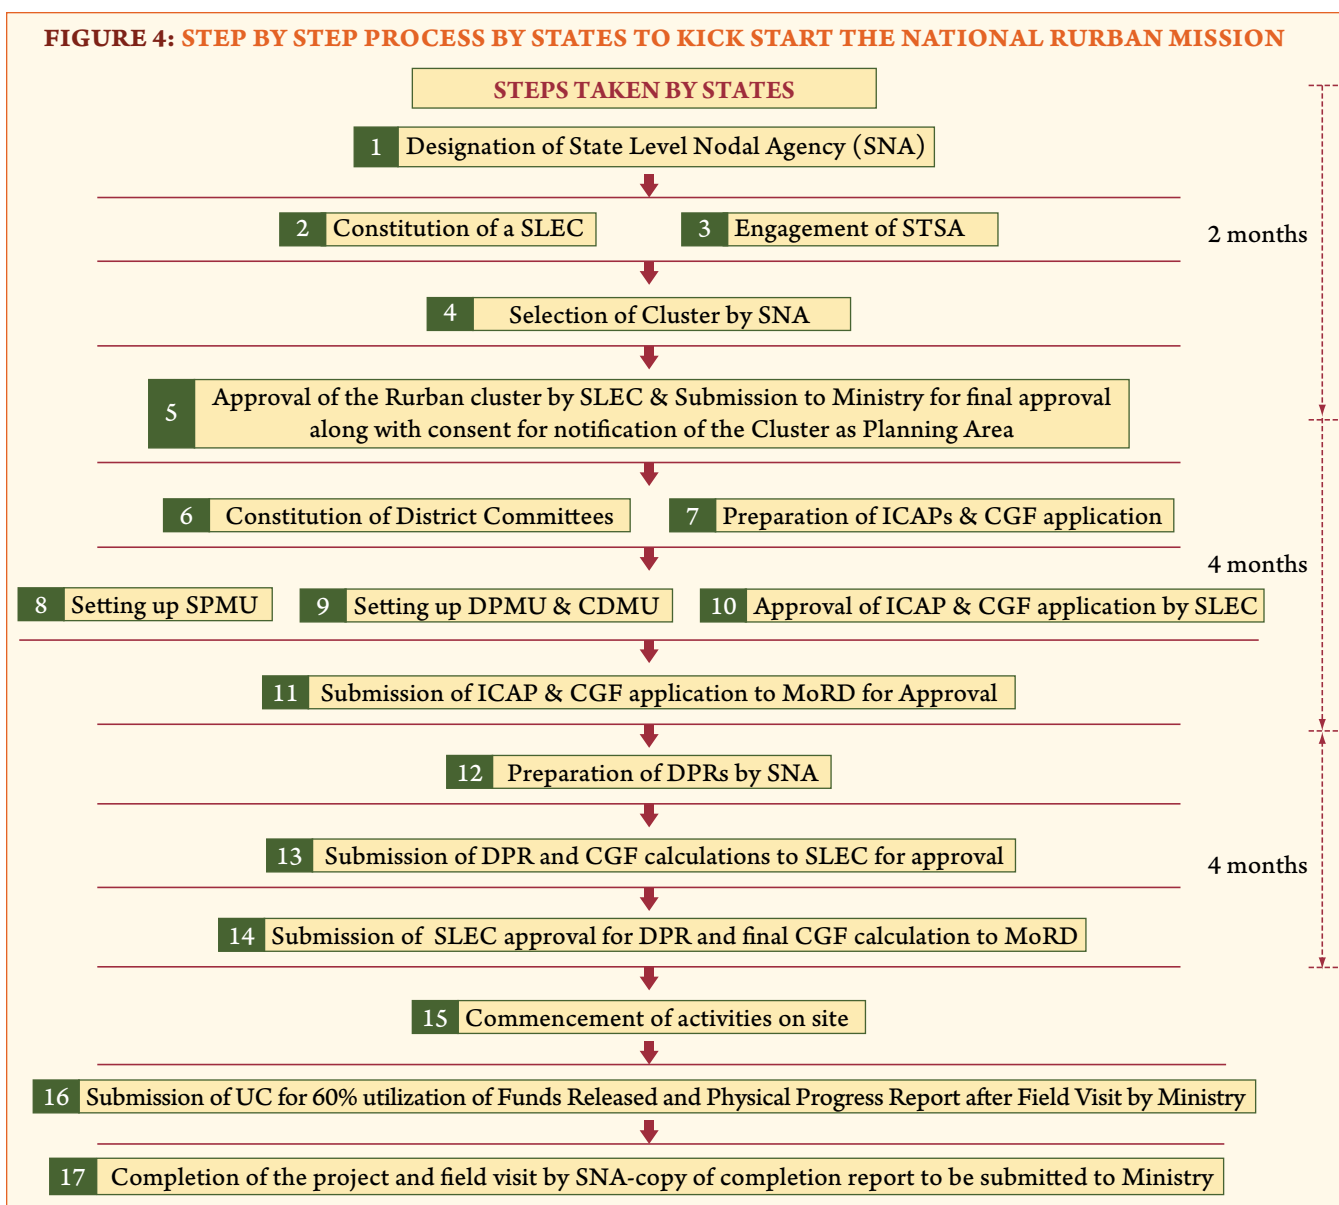 FIGURE 4: STEP BY STEP PROCESS BY STATES TO KICK START THE NATIONAL RURBAN MISSION
STEPS TAKEN BY STATES
1 Designation of State Level Nodal Agency (SNA)
2 Constitution of a SLEC
3 Engagement of STSA
2 months
4 Selection of Cluster by SNA
5 Approval of the Rurban cluster by SLEC & Submission to Ministry for final approval
along with consent for notification of the Cluster as Planning Area
6 Constitution of District Committees
7 Preparation of ICAPs & CGF application
4 months
8 Setting up SPMU
9 Setting up DPMU & CDMU
10 Approval of ICAP & CGF application by SLEC
11 Submission of ICAP & CGF application to MoRD for Approval
12 Preparation of DPRs by SNA
13 Submission of DPR and CGF calculations to SLEC for approval
4 months
14 Submission of SLEC approval for DPR and final CGF calculation to MoRD
15 Commencement of activities on site
16 Submission of UC for 60% utilization of Funds Released and Physical Progress Report after Field Visit by Ministry
17 Completion of the project and field visit by SNA-copy of completion report to be submitted to Ministry